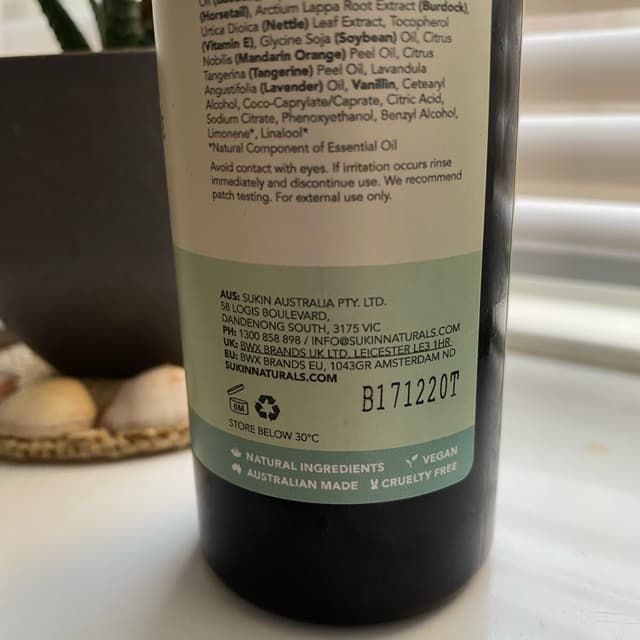 (Horsetail), Arctium Lappa Root Extract (Burdock),
Urtica Dioica (Nettle) Leaf Extract, Tocopherol
(Vitamin E), Glycine Soja (Soybean) Oil, Citrus
Nobilis (Mandarin Orange) Peel Oil, Citrus
Tangerina (Tangerine) Peel Oil, Lavandula
Angustifolia (Lavender) Oil, Vanillin, Cetearyl
Alcohol, Coco-Caprylate/Caprate, Citric Acid,
Sodium Citrate, Phenoxyethanol, Benzyl Alcohol,
Limonene*, Linalool*
*Natural Component of Essential Oil
Avoid contact with eyes. If irritation occurs rinse
immediately and discontinue use. We recommend
patch testing. For external use only.
AUS: SUKIN AUSTRALIA PTY. LTD.
58 LOGIS BOULEVARD,
DANDENONG SOUTH, 3175 VIC
PH: 1300 858 898 / INFO@SUKINNATURALS.COM
UK: BWX BRANDS UK LTD, LEICESTER LE3 1HR
EU: BWX BRANDS EU, 1043GR AMSTERDAM ND
SUKINNATURALS.COM
B171220T
6M
STORE BELOW 30°C
NATURAL INGREDIENTS VEGAN
AUSTRALIAN MADE CRUELTY FREE